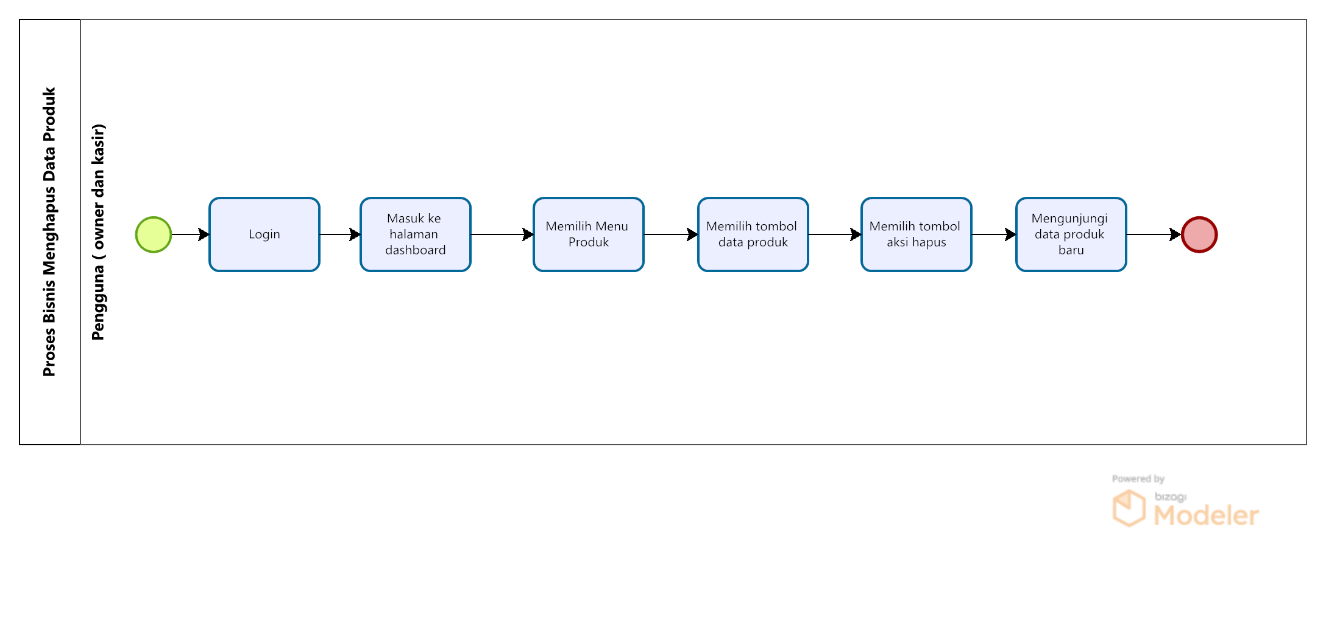 Proses Bisnis Menghapus Data Produk
Pengguna ( owner dan kasir)
Login
Masuk ke
halaman
dashboard
Memilih Menu
Produk
Memilih tombol
data produk
Memilih tombol
aksi hapus
Mengunjungi
data produk
baru
Powered by
bizagi
Modeler